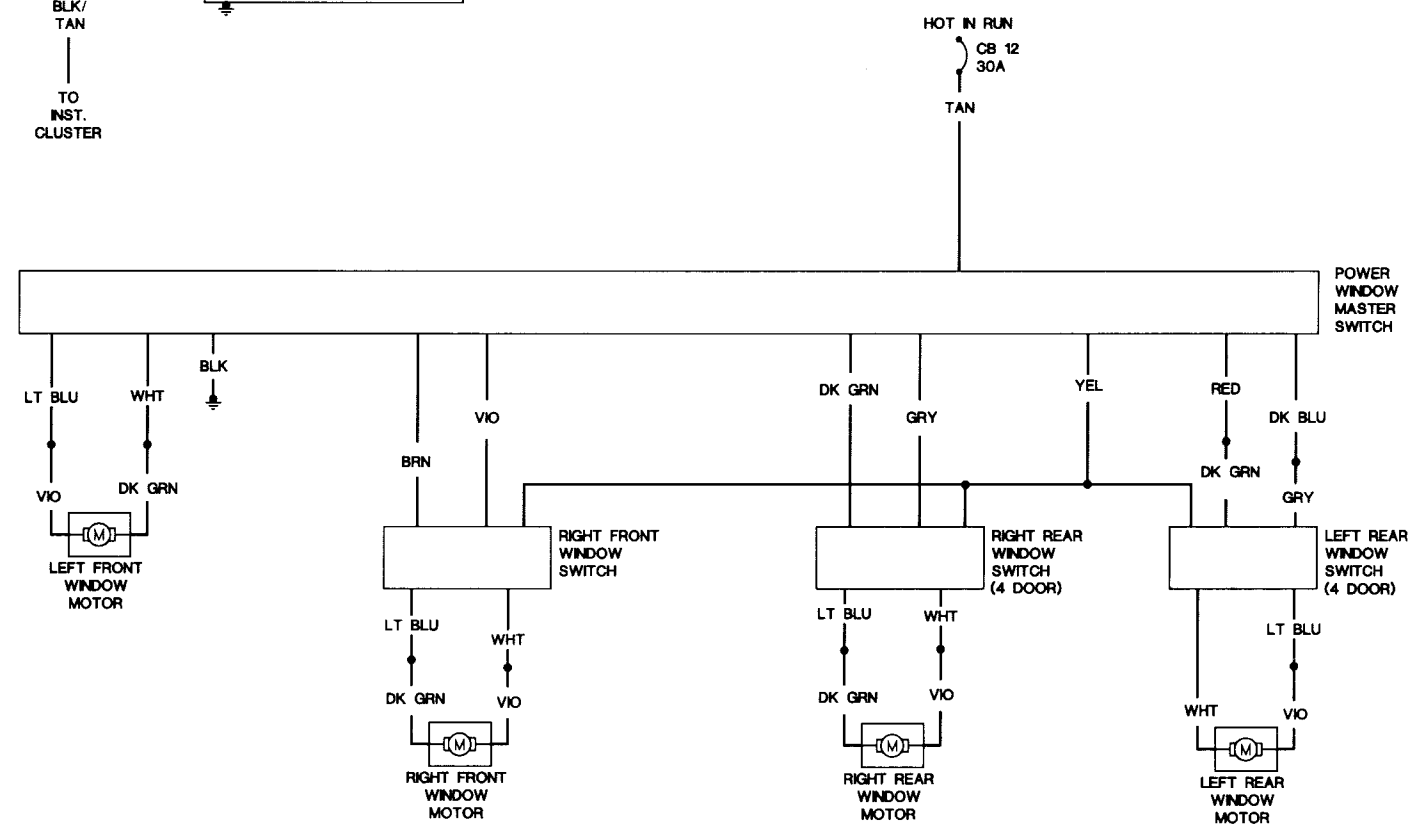 BLK/
TAN
TO
INST.
CLUSTER
HOT IN RUN
CB 12
30A
TAN
POWER
WINDOW
MASTER
SWITCH
LT BLU
WHT
BLK
VIO
DK GRN
LEFT FRONT
WINDOW
MOTOR
BRN
VIO
RIGHT FRONT
WINDOW
SWITCH
LT BLU
WHT
DK GRN
VIO
M
M
RIGHT FRONT
WINDOW
MOTOR
DK GRN
GRY
YEL
RIGHT REAR
WINDOW
SWITCH
(4 DOOR)
LT BLU
WHT
DK GRN
VIO
M
RIGHT REAR
WINDOW
MOTOR
RED
DK BLU
DK GRN
GRY
LEFT REAR
WINDOW
SWITCH
(4 DOOR)
LT BLU
WHT
VIO
M
LEFT REAR
WINDOW
MOTOR